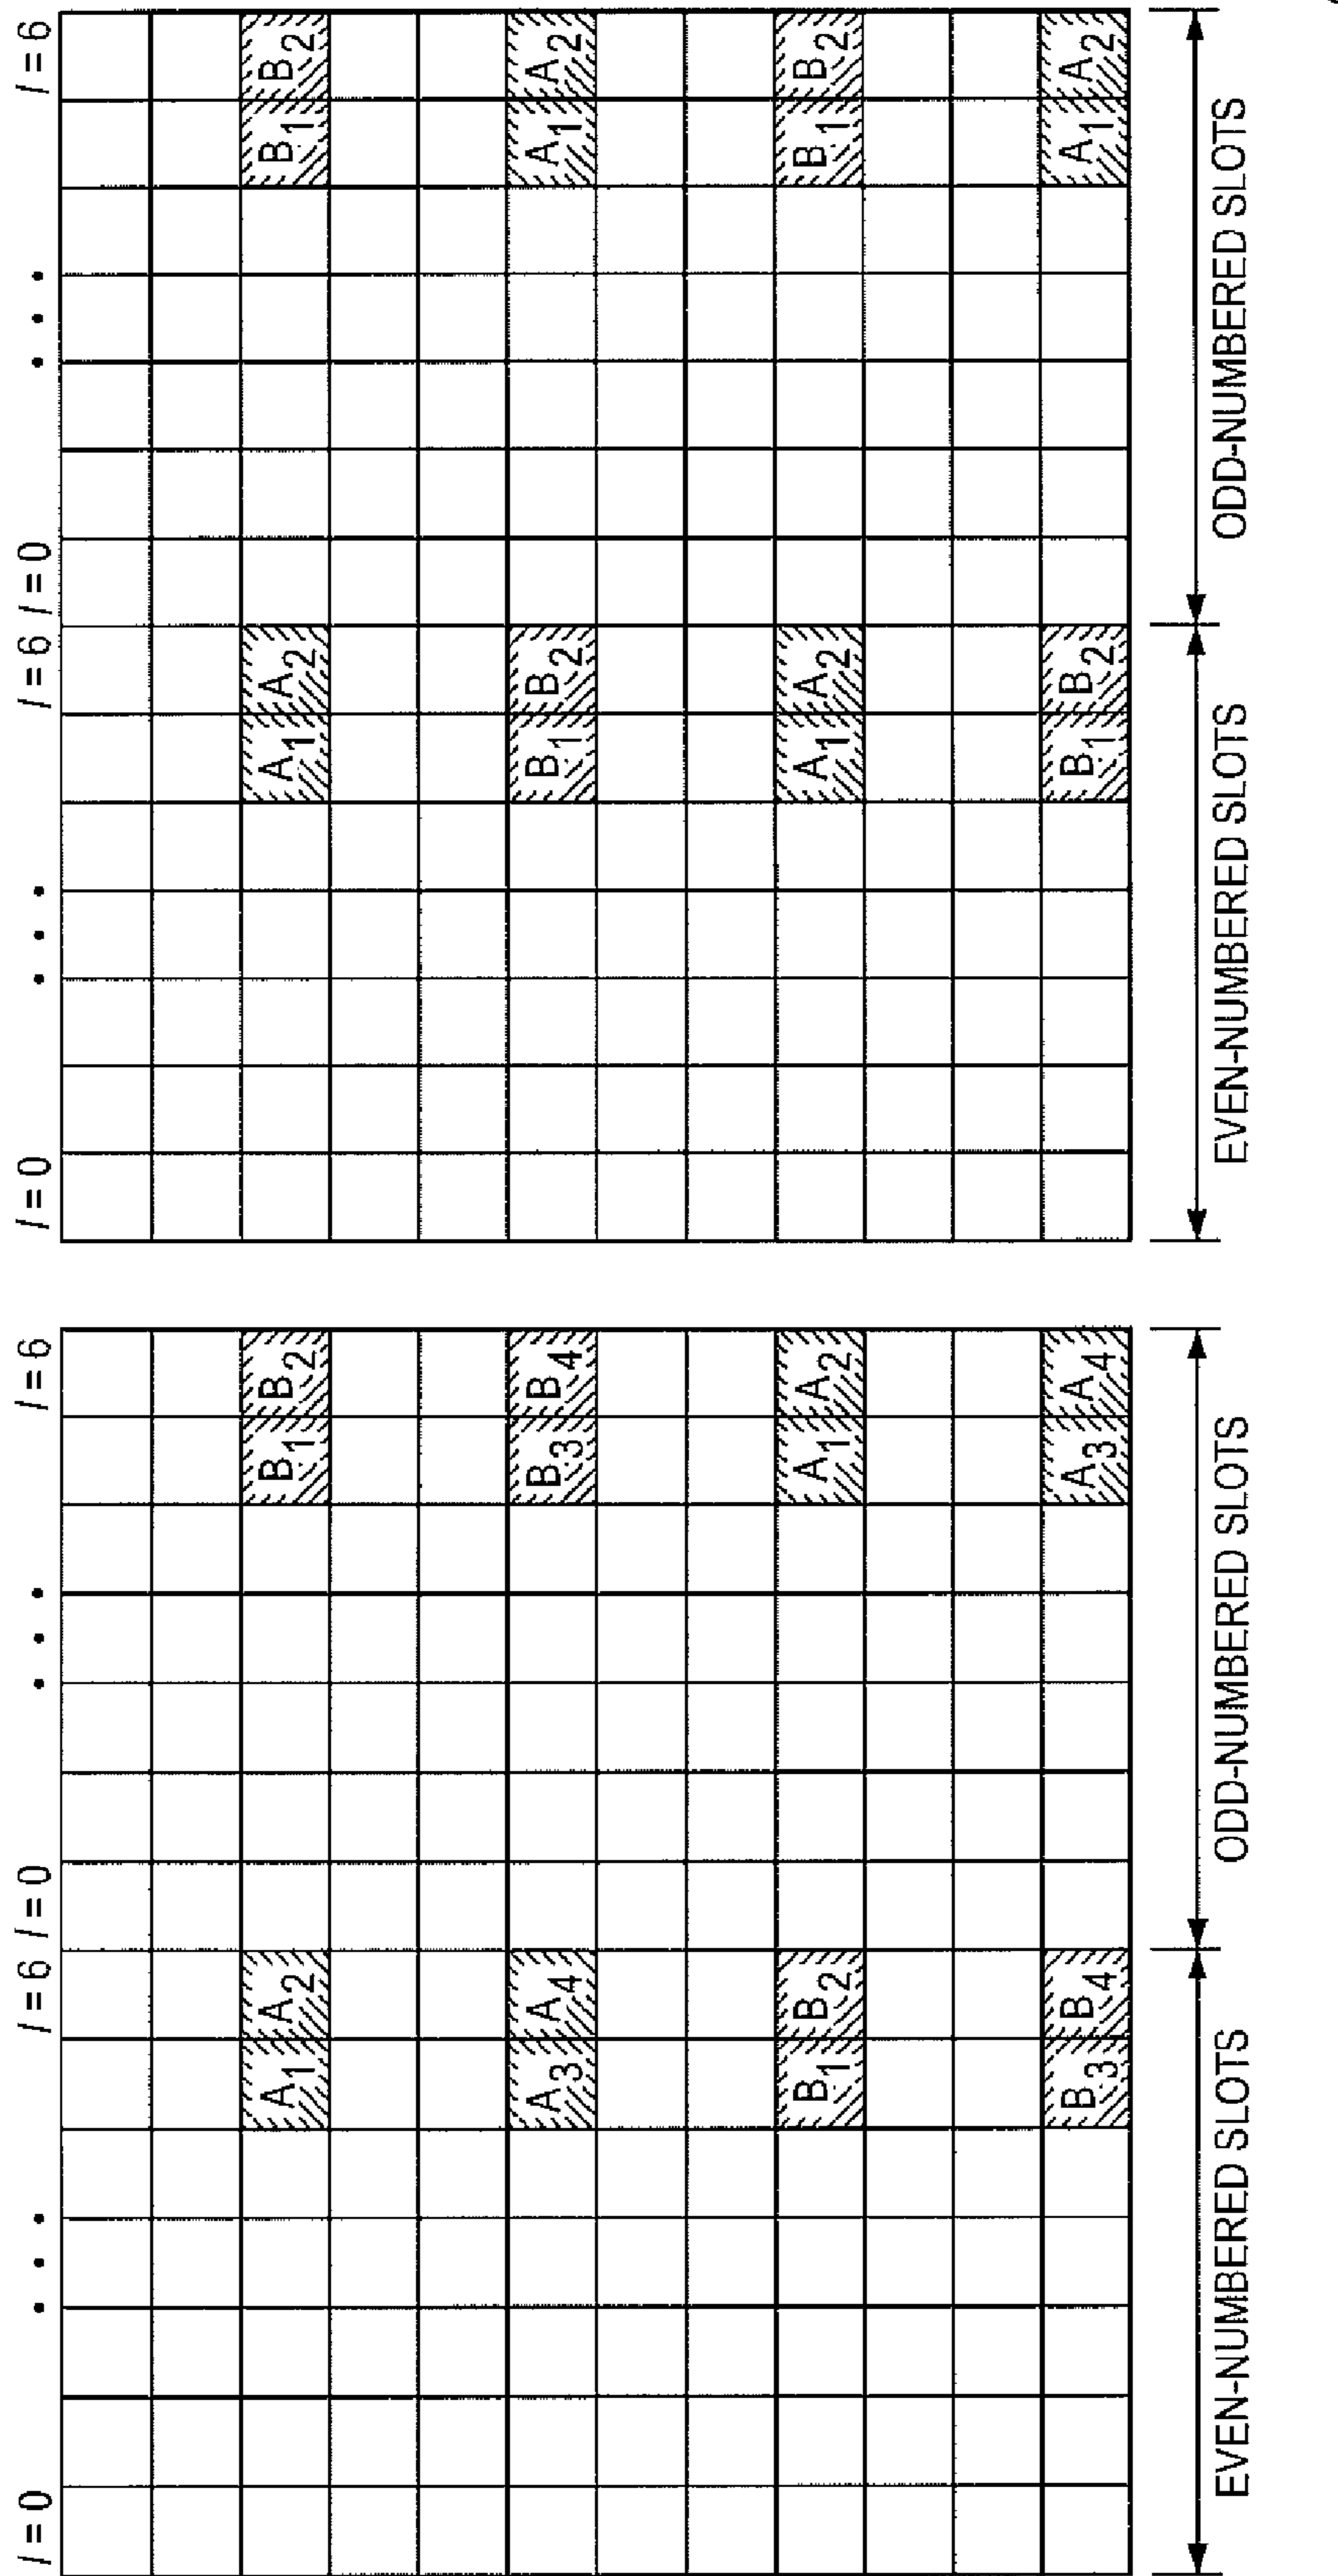 l = 0 • • • l = 6 l = 0 • • • l = 6 l = 0 • • • l = 6 l = 0 • • • l = 6
A1 A2 B1 B2 A1 A2 B1 B2
A3 A4 B3 B4 B1 B2 A1 A2
B1 B2 A1 A2 A1 A2 B1 B2
B3 B4 A3 A4 B1 B2 A1 A2
EVEN-NUMBERED SLOTS ODD-NUMBERED SLOTS EVEN-NUMBERED SLOTS ODD-NUMBERED SLOTS